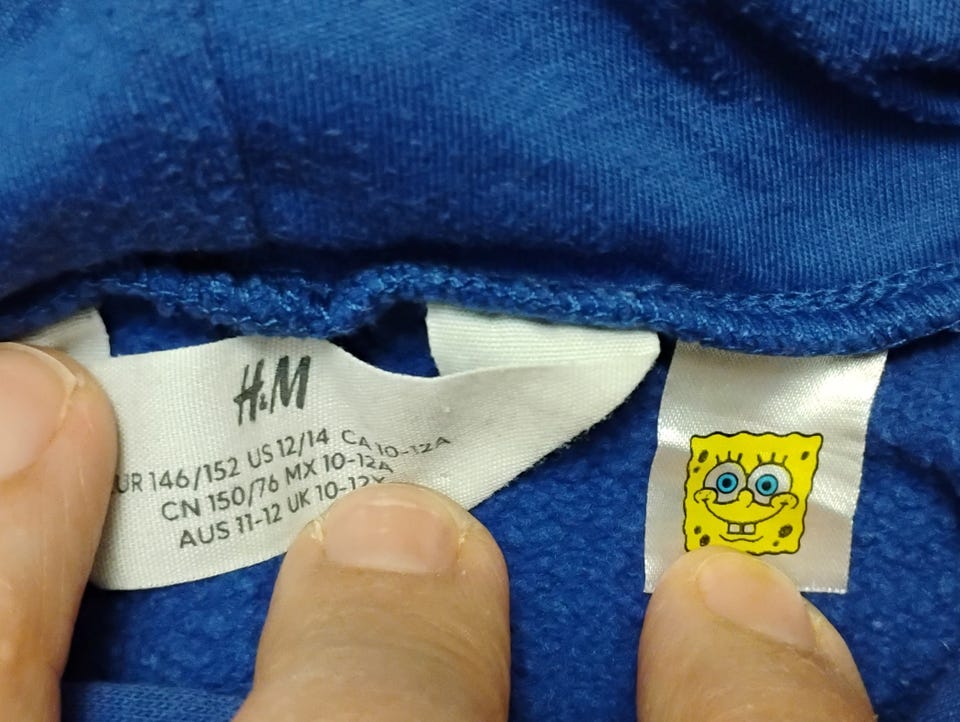 H&M
UR 146/152 US 12/14 CA 10-12A
CN 150/76 MX 10-12A
AUS 11-12 UK 10-12Y